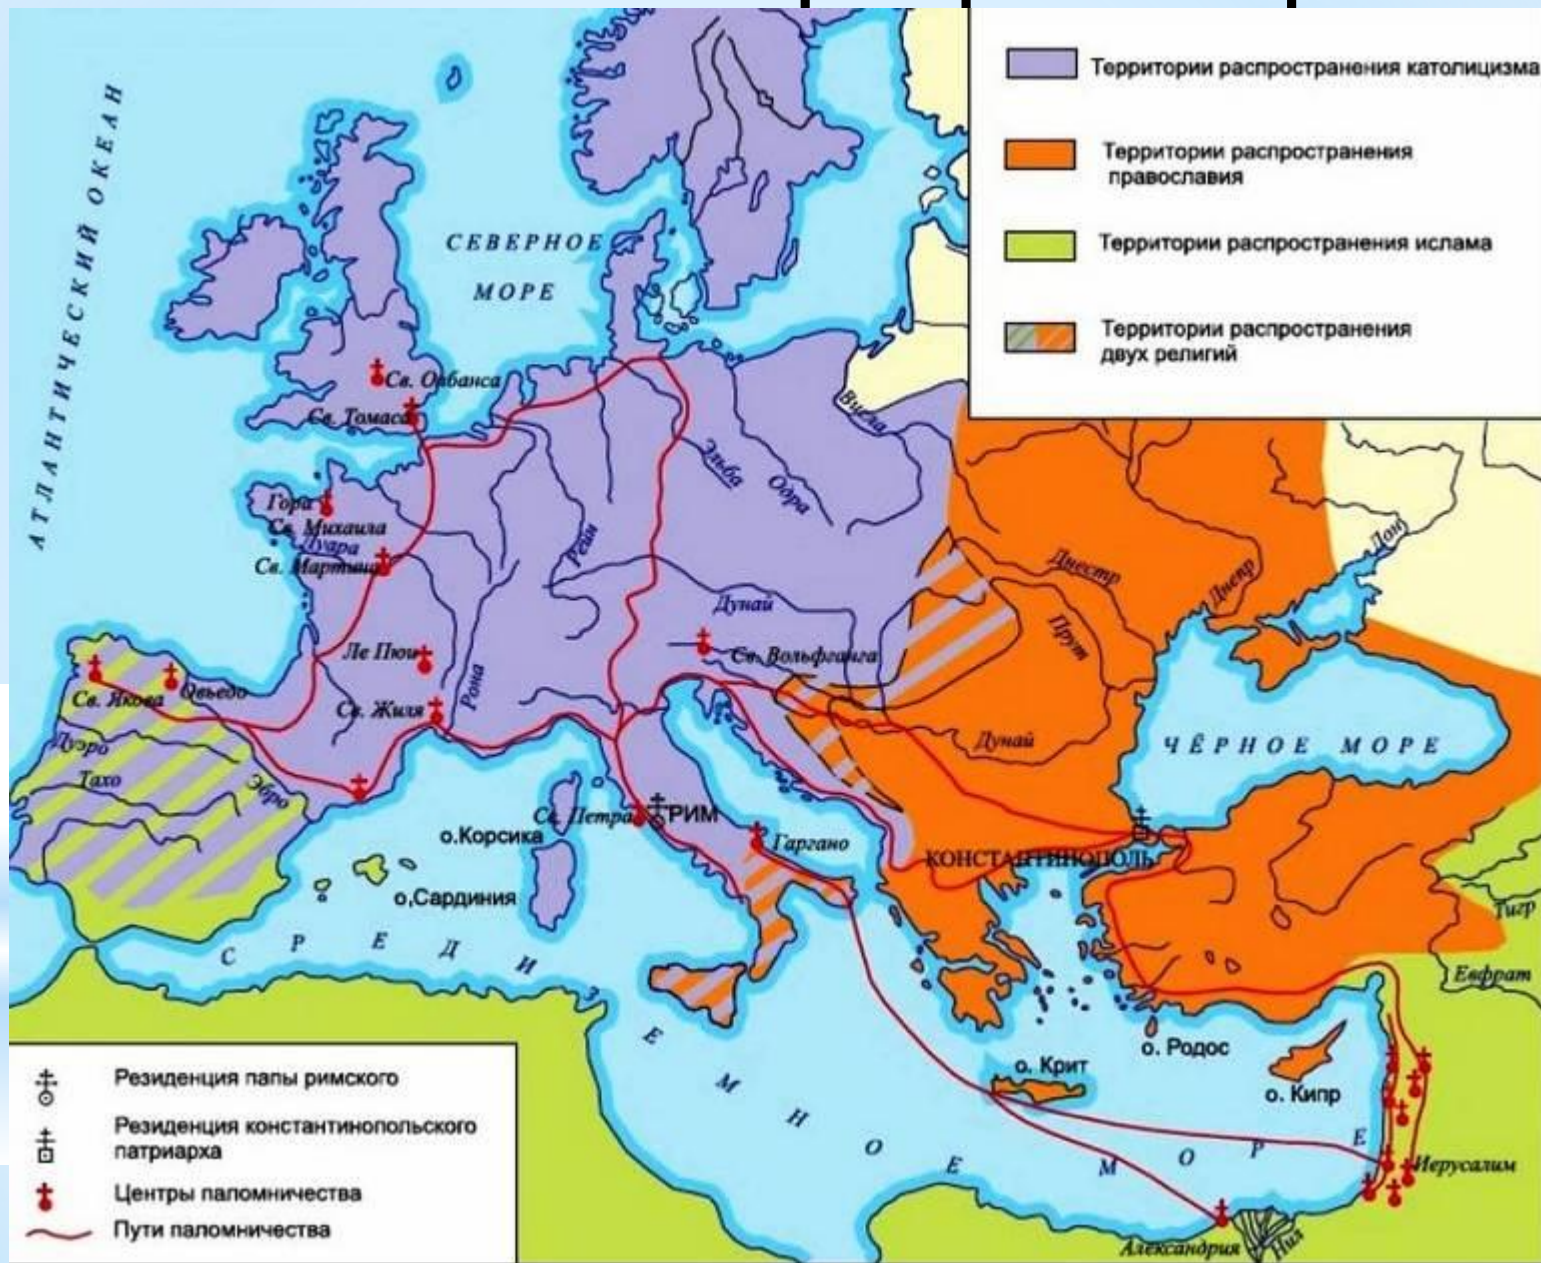 Территории распространения католицизма
Территории распространения
православия
Территории распространения ислама
Территории распространения
двух религий
АТЛАНТИЧЕСКИЙ ОКЕАН
СЕВЕРНОЕ
МОРЕ
Св. Олбанса
Св. Томаса
Висла
Эльба
Одра
Гора
Св. Михаила
Луара
Св. Мартина
Рейн
Дон
Днестр
Днепр
Дунай
Прут
Ле Пюи
Св. Вольфганга
Св. Якова
Овьедо
Св. Жиля
Рона
Дуэро
Тахо
Эбро
Дунай
ЧЁРНОЕ МОРЕ
о.Корсика
Св. Петра
РИМ
Гаргано
КОНСТАНТИНОПОЛЬ
о.Сардиния
Тигр
Евфрат
СРЕДИЗЕМНОЕ МОРЕ
о. Крит
о. Родос
о. Кипр
Иерусалим
Александрия
Нил
Резиденция папы римского
Резиденция константинопольского
патриарха
Центры паломничества
Пути паломничества